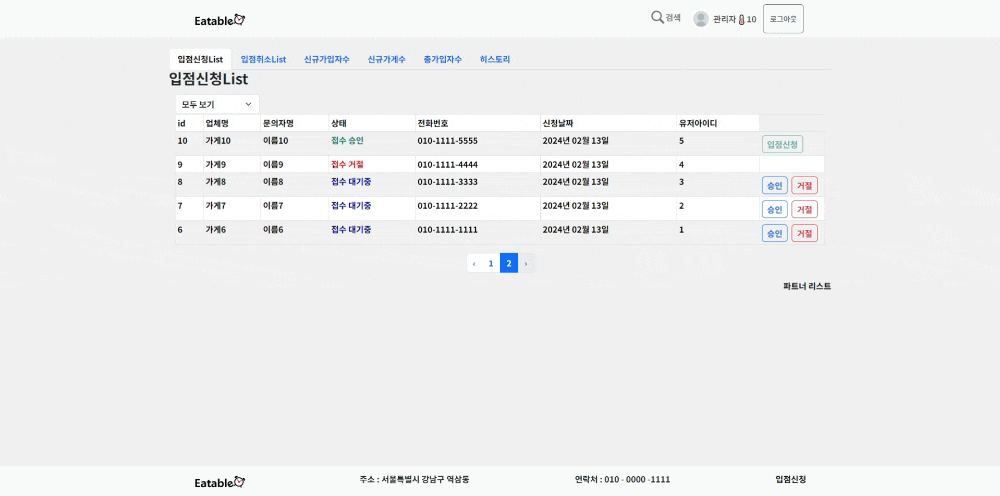 Eatable
검색
관리자 10
로그아웃
입점신청List 입점취소List 신규가입자수 신규가게수 총가입자수 히스토리
입점신청List
모두 보기
id 업체명 문의자명 상태 전화번호 신청날짜 유저아이디
10 가게10 이름10 접수 승인 010-1111-5555 2024년 02월 13일 5 입점신청
9 가게9 이름9 접수 거절 010-1111-4444 2024년 02월 13일 4
8 가게8 이름8 접수 대기중 010-1111-3333 2024년 02월 13일 3 승인 거절
7 가게7 이름7 접수 대기중 010-1111-2222 2024년 02월 13일 2 승인 거절
6 가게6 이름6 접수 대기중 010-1111-1111 2024년 02월 13일 1 승인 거절
‹ 1 2 ›
파트너 리스트
Eatable 주소 : 서울특별시 강남구 역삼동 연락처 : 010 - 0000 -1111 입점신청